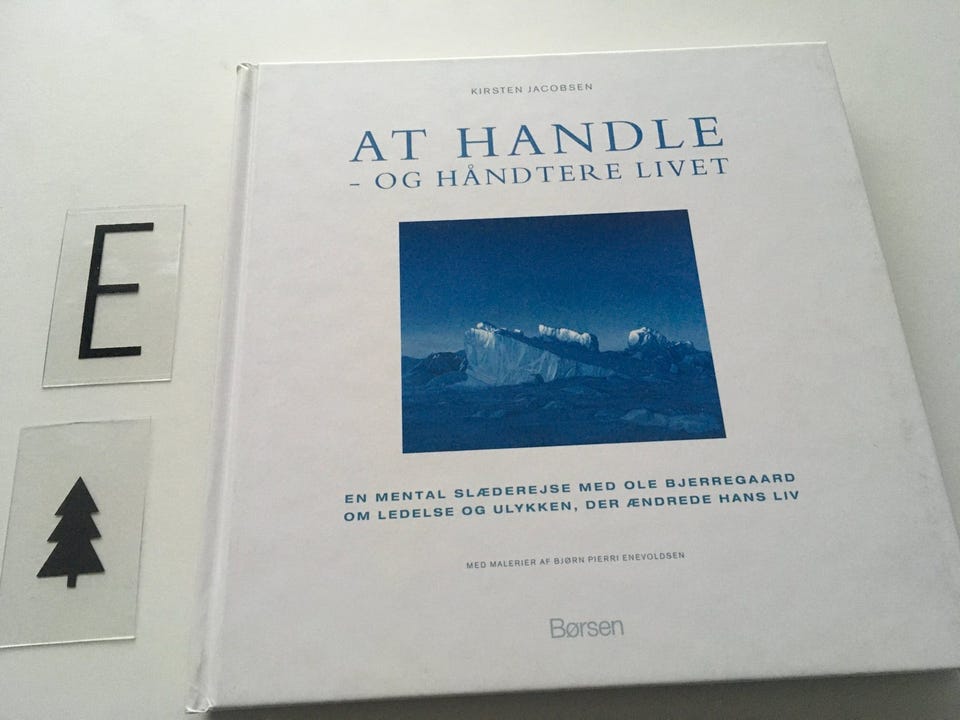 E
KIRSTEN JACOBSEN
AT HANDLE
- OG HÅNDTERE LIVET
EN MENTAL SLÆDEREJSE MED OLE BJERREGAARD
OM LEDELSE OG ULYKKEN, DER ÆNDREDE HANS LIV
MED MALERIER AF BJØRN PIERRI ENEVOLDSEN
Børsen